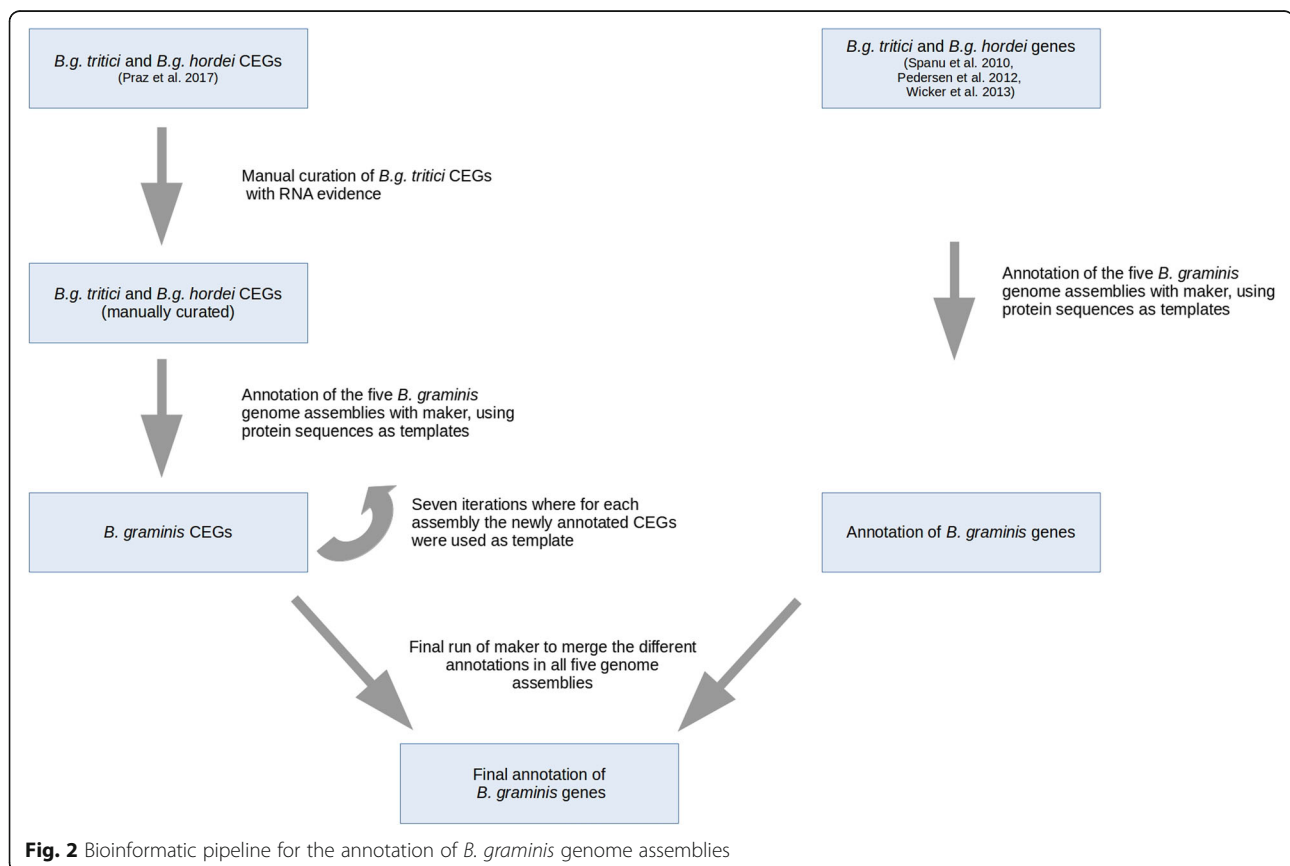 B.g. tritici and B.g. hordei CEGs
(Praz et al. 2017)
B.g. tritici and B.g. hordei genes
(Spanu et al. 2010,
Pedersen et al. 2012,
Wicker et al. 2013)
Manual curation of B.g. tritici CEGs
with RNA evidence
B.g. tritici and B.g. hordei CEGs
(manually curated)
Annotation of the five B. graminis
genome assemblies with maker, using
protein sequences as templates
Annotation of the five B. graminis
genome assemblies with maker, using
protein sequences as templates
B. graminis CEGs
Seven iterations where for each
assembly the newly annotated CEGs
were used as template
Annotation of B. graminis genes
Final run of maker to merge the different
annotations in all five genome
assemblies
Final annotation of
B. graminis genes
Fig. 2 Bioinformatic pipeline for the annotation of B. graminis genome assemblies